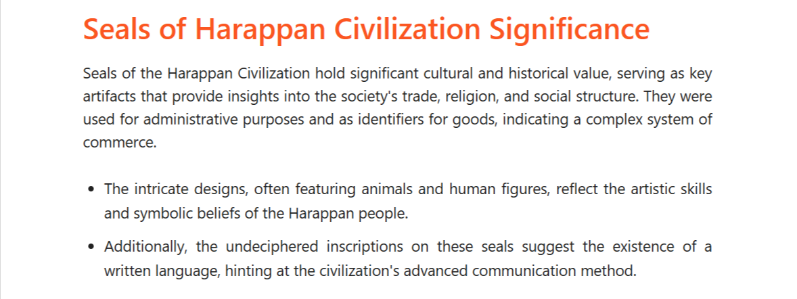 Seals of Harappan Civilization Significance
Seals of the Harappan Civilization hold significant cultural and historical value, serving as key
artifacts that provide insights into the society's trade, religion, and social structure. They were
used for administrative purposes and as identifiers for goods, indicating a complex system of
commerce.
• The intricate designs, often featuring animals and human figures, reflect the artistic skills
and symbolic beliefs of the Harappan people.
• Additionally, the undeciphered inscriptions on these seals suggest the existence of a
written language, hinting at the civilization's advanced communication method.